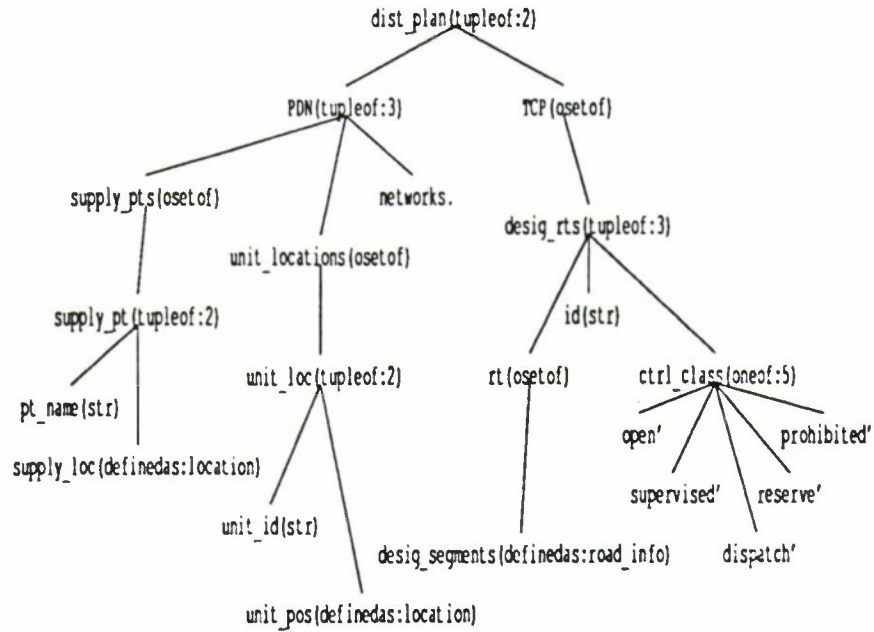 dist_plan(tupleof:2)
PDN(tupleof:3)
TCP(osetof)
supply_pts(osetof)
networks.
desig_rts(tupleof:3)
unit_locations(osetof)
supply_pt(tupleof:2)
id(str)
unit_loc(tupleof:2)
rt(osetof)
ctrl_class(oneof:5)
pt_name(str)
open'
prohibited'
supply_loc(definedas:location)
supervised'
reserve'
unit_id(str)
desig_segments(definedas:road_info)
dispatch'
unit_pos(definedas:location)